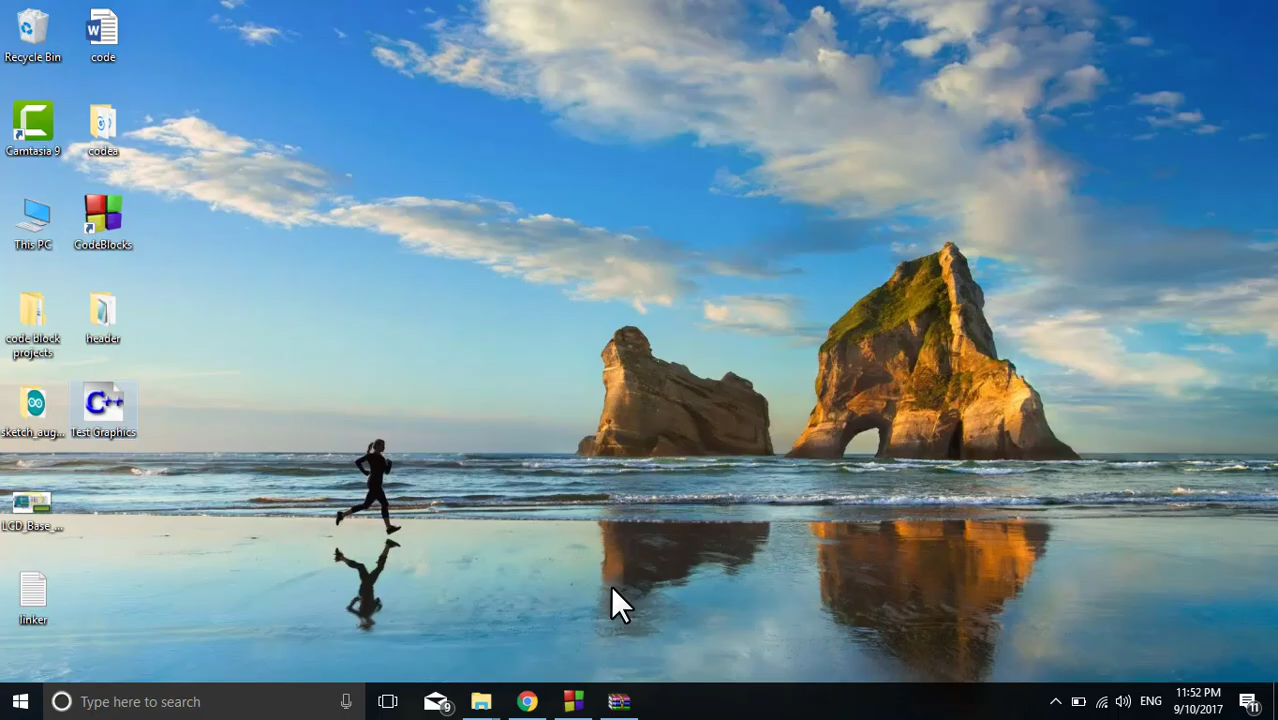 Recycle Bin
code
Camtasia 9
codea
This PC
CodeBlocks
code Block
projects
header
sketch_aug...
C++
Test Graphics
LCD_Base_...
linker
Type here to search
9
ENG
11:52 PM
9/10/2017
11